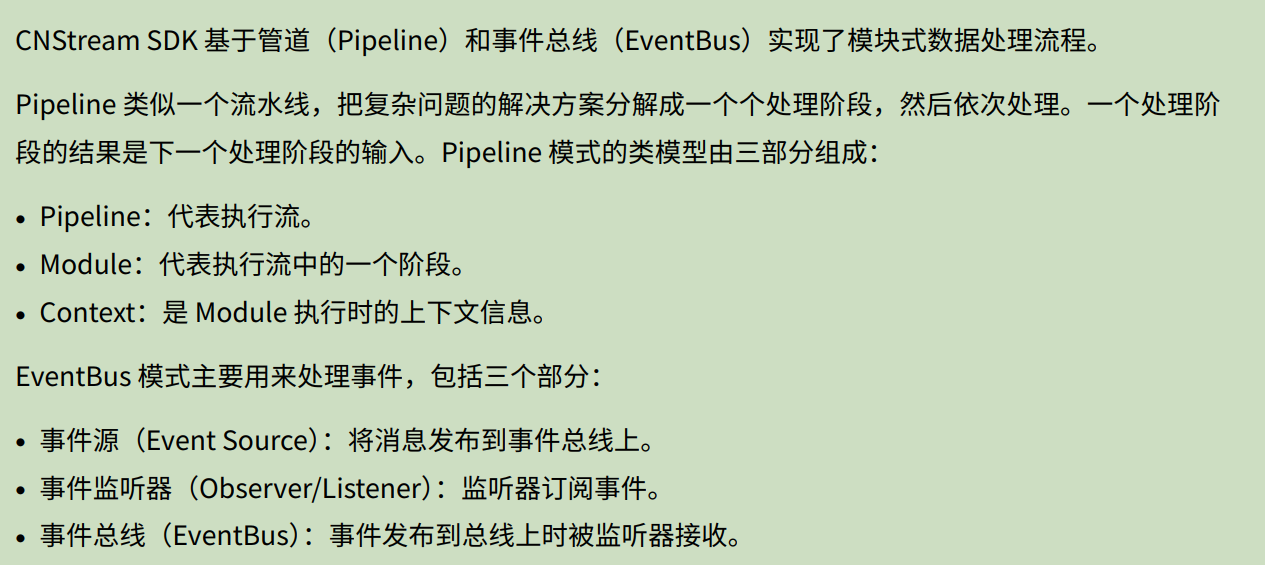 CNStream SDK 基于管道（Pipeline）和事件总线（EventBus）实现了模块式数据处理流程。
Pipeline 类似一个流水线，把复杂问题的解决方案分解成一个个处理阶段，然后依次处理。一个处理阶
段的结果是下一个处理阶段的输入。Pipeline 模式的类模型由三部分组成：
• Pipeline：代表执行流。
• Module：代表执行流中的一个阶段。
• Context：是 Module 执行时的上下文信息。
EventBus 模式主要用来处理事件，包括三个部分：
• 事件源（Event Source）：将消息发布到事件总线上。
• 事件监听器（Observer/Listener）：监听器订阅事件。
• 事件总线（EventBus）：事件发布到总线上时被监听器接收。